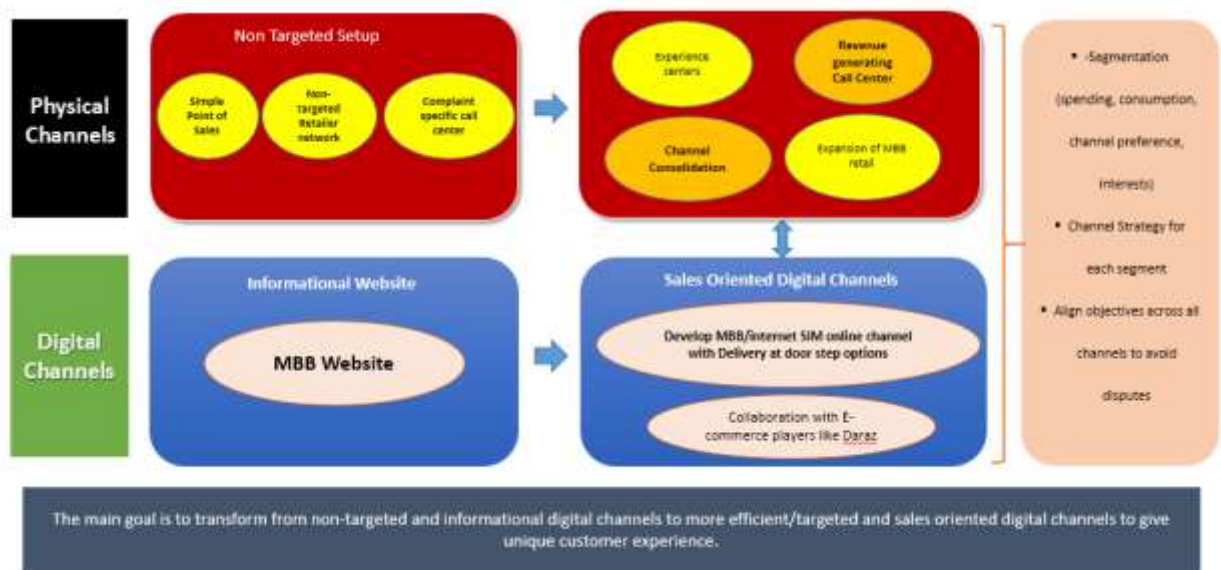 Physical
Channels
Non Targeted Setup
Simple
Point of
Sales
Non-
Targeted
Retailer
network
Complaint
specific call
center
Experience
centers
Revenue
generating
Call Center
Channel
Consolidation
Expansion of MBB
retail
Digital
Channels
Informational Website
MBB Website
Sales Oriented Digital Channels
Develop MBB/internet SIM online channel
with Delivery at door step options
Collaboration with E-
commerce players like Daraz
▪ -Segmentation
(spending, consumption,
channel preference,
interests)
▪ Channel Strategy for
each segment
▪ Align objectives across all
channels to avoid
disputes
The main goal is to transform from non-targeted and informational digital channels to more efficient/targeted and sales oriented digital channels to give
unique customer experience.